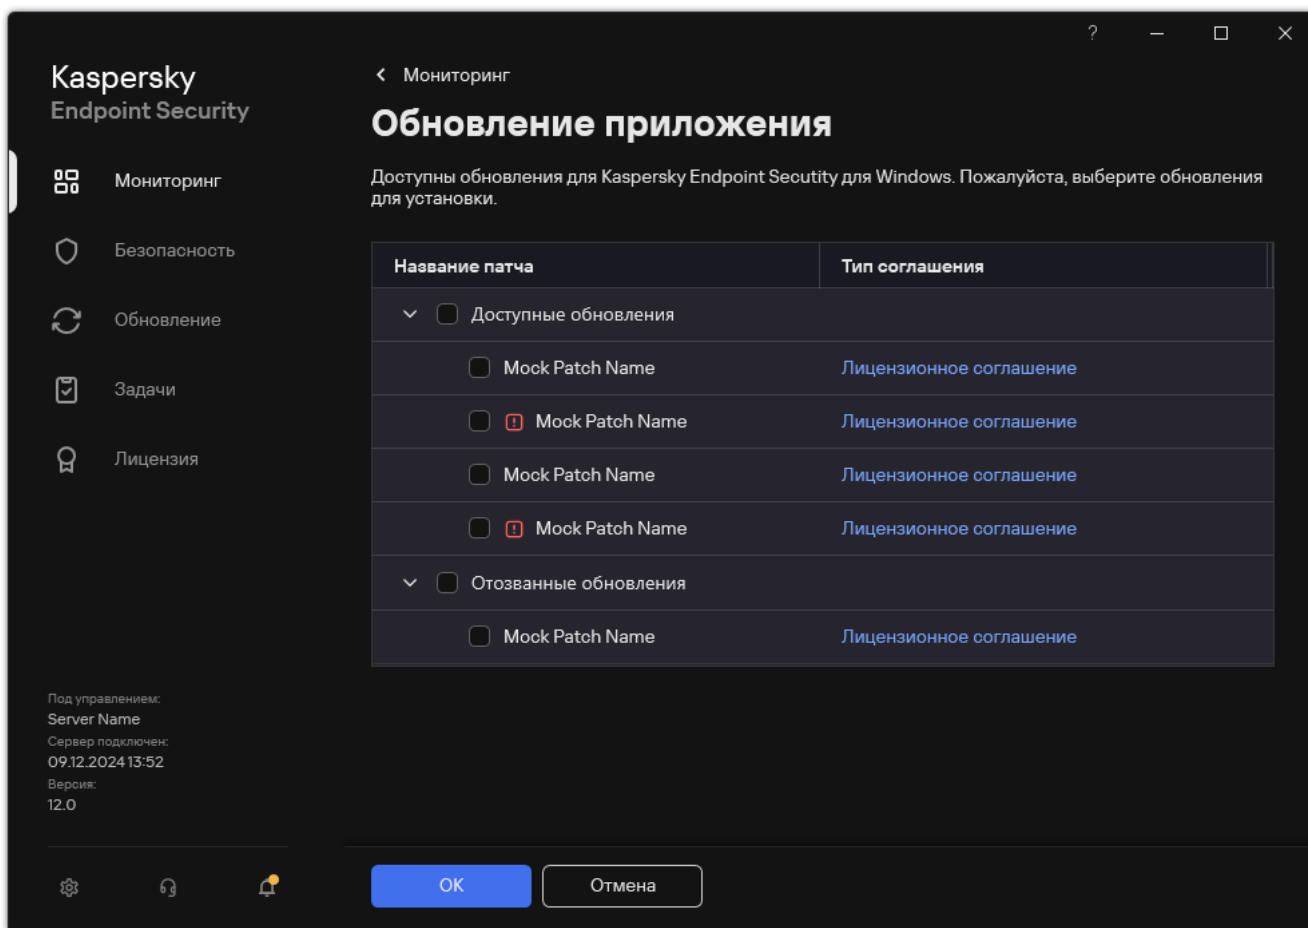 ?
Kaspersky
Endpoint Security
Мониторинг
Безопасность
Обновление
Задачи
Лицензия
Под управлением:
Server Name
Сервер подключен:
09.12.2024 13:52
Версия:
12.0
Мониторинг
Обновление приложения
Доступны обновления для Kaspersky Endpoint Secutity для Windows. Пожалуйста, выберите обновления
для установки.
Название патча Тип соглашения
Доступные обновления
Mock Patch Name Лицензионное соглашение
Mock Patch Name Лицензионное соглашение
Mock Patch Name Лицензионное соглашение
Mock Patch Name Лицензионное соглашение
Отозванные обновления
Mock Patch Name Лицензионное соглашение
ОК Отмена